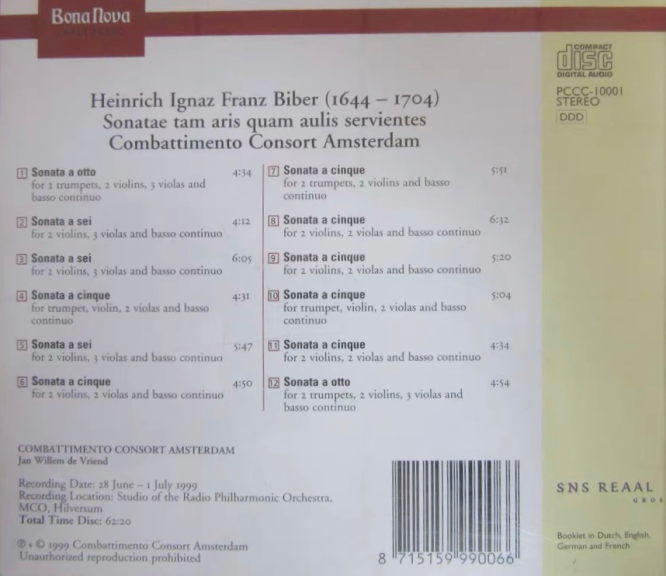 Bona Nova
COMPACT
disc
DIGITAL AUDIO
PCCC-10001
STEREO
DDD
Heinrich Ignaz Franz Biber (1644 – 1704)
Sonatae tam aris quam aulis servientes
Combattimento Consort Amsterdam
1 Sonata a otto 4:34
for 2 trumpets, 2 violins, 3 violas and
basso continuo
2 Sonata a sei 4:12
for 2 violins, 3 violas and basso continuo
3 Sonata a sei 6:05
for 2 violins, 3 violas and basso continuo
4 Sonata a cinque 4:31
for trumpet, violin, 2 violas and basso
continuo
5 Sonata a sei 5:47
for 2 violins, 3 violas and basso continuo
6 Sonata a cinque 4:50
for 2 violins, 2 violas and basso continuo
7 Sonata a cinque 5:51
for 2 trumpets, 2 violins and basso
continuo
8 Sonata a cinque 6:32
for 2 violins, 2 violas and basso continuo
9 Sonata a cinque 5:20
for 2 violins, 2 violas and basso continuo
10 Sonata a cinque 5:04
for trumpet, violin, 2 violas and basso
continuo
11 Sonata a cinque 4:34
for 2 violins, 2 violas and basso continuo
12 Sonata a otto 4:54
for 2 trumpets, 2 violins, 3 violas and
basso continuo
COMBATTIMENTO CONSORT AMSTERDAM
Jan Willem de Vriend
Recording Date: 28 June – 1 July 1999
Recording Location: Studio of the Radio Philharmonic Orchestra,
MCO, Hilversum
Total Time Disc: 62:20
℗ + © 1999 Combattimento Consort Amsterdam
Unauthorized reproduction prohibited
8 715159 990066
SNS REAAL
GROE
Booklet in Dutch, English,
German and French